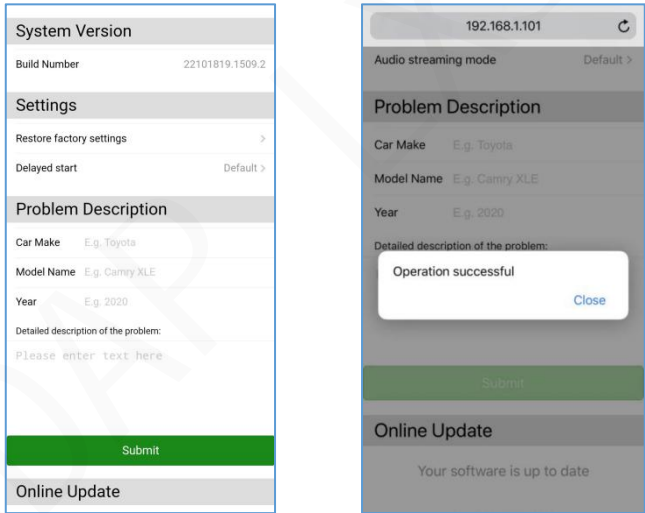 System Version
Build Number 22101819.1509.2
Settings
Restore factory settings >
Delayed start Default >
Problem Description
Car Make E.g. Toyota
Model Name E.g. Camry XLE
Year E.g. 2020
Detailed description of the problem:
Please enter text here
Submit
Online Update
192.168.1.101
Audio streaming mode Default >
Problem Description
Car Make E.g. Toyota
Model Name E.g. Camry XLE
Year E.g. 2020
Detailed description of the problem:
Operation successful
Close
Submit
Online Update
Your software is up to date